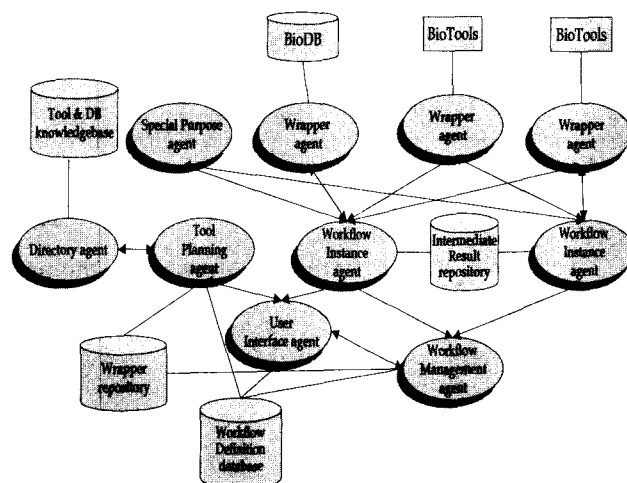 BioDB
BioTools
BioTools
Tool & DB
knowledgebase
Special Purpose
agent
Wrapper
agent
Wrapper
agent
Wrapper
agent
Directory agent
Tool
Planning
agent
Workflow
Instance
agent
Intermediate
Result
repository
Workflow
Instance
agent
User
Interface agent
Wrapper
repository
Workflow
Management
agent
Workflow
Definition
database